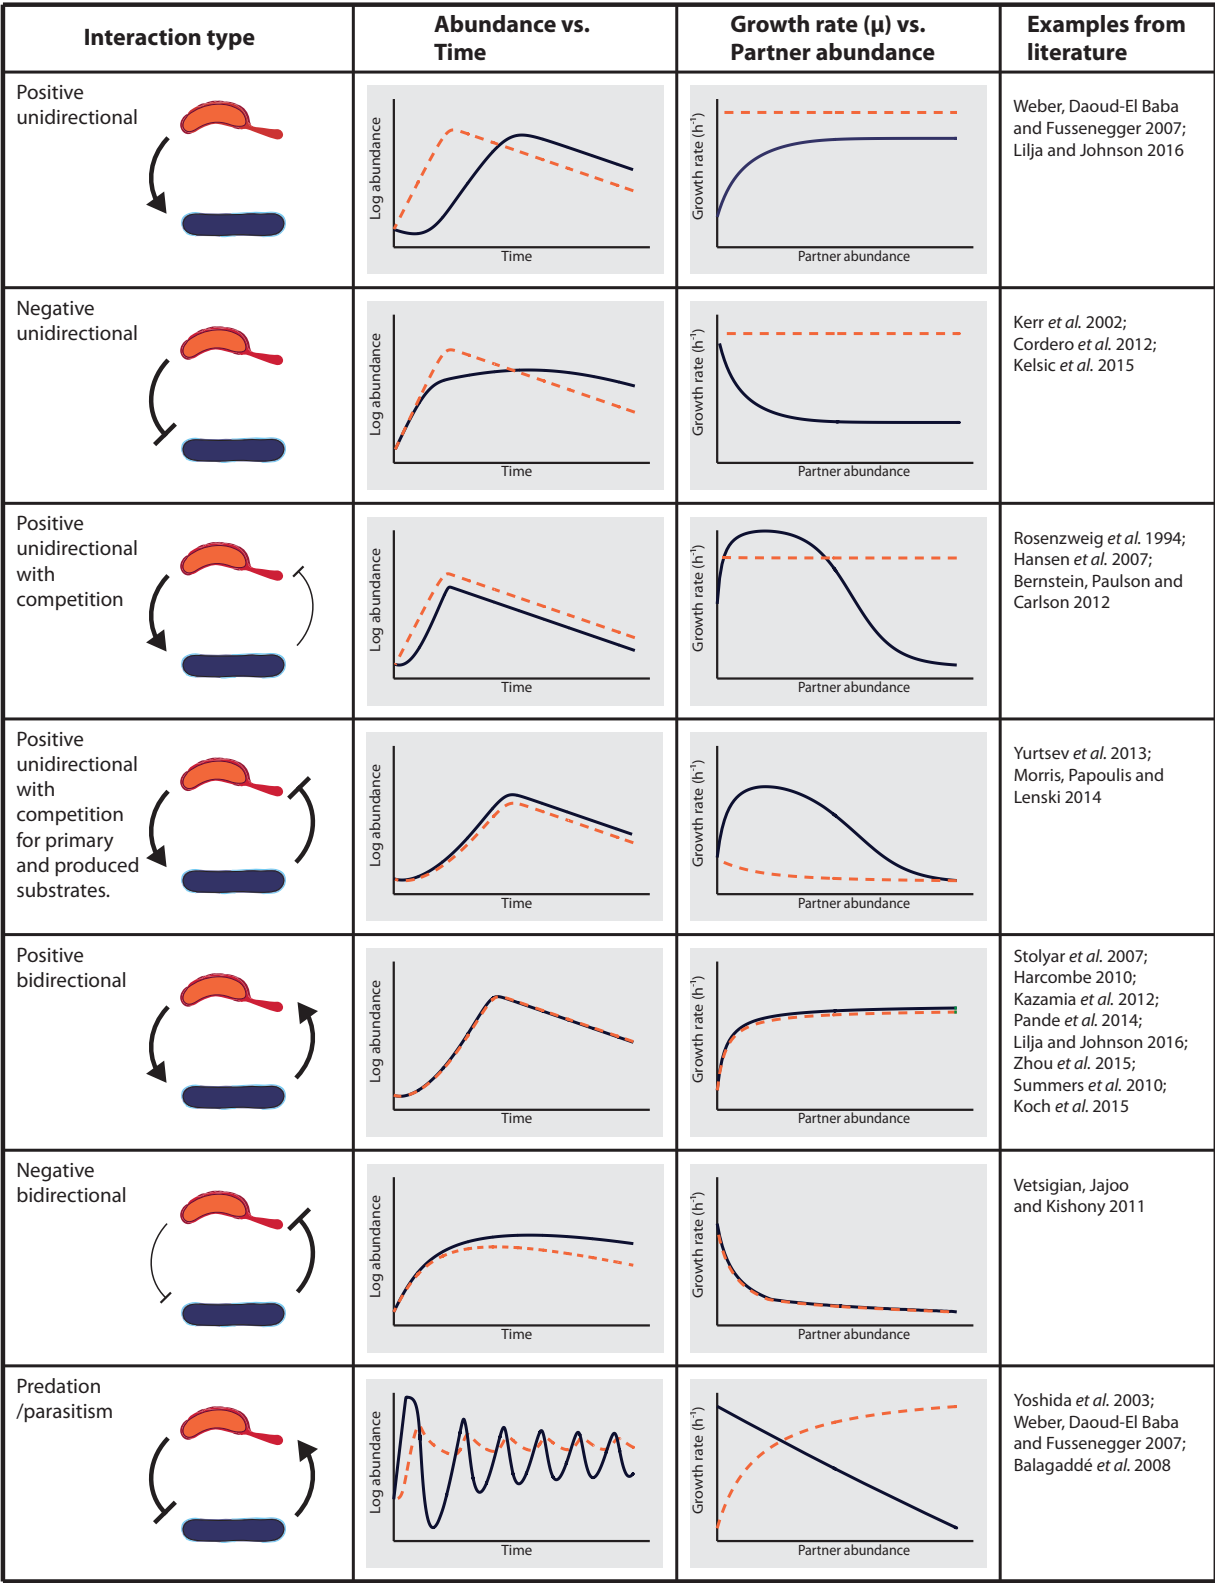 Interaction type
Abundance vs.
Time
Growth rate (μ) vs.
Partner abundance
Examples from
literature
Positive
unidirectional
Log abundance
Time
Growth rate (h⁻¹)
Partner abundance
Weber, Daoud-El Baba
and Fussenegger 2007;
Lilja and Johnson 2016
Negative
unidirectional
Log abundance
Time
Growth rate (h⁻¹)
Partner abundance
Kerr et al. 2002;
Cordero et al. 2012;
Kelsic et al. 2015
Positive
unidirectional
with
competition
Log abundance
Time
Growth rate (h⁻¹)
Partner abundance
Rosenzweig et al. 1994;
Hansen et al. 2007;
Bernstein, Paulson and
Carlson 2012
Positive
unidirectional
with
competition
for primary
and produced
substrates.
Log abundance
Time
Growth rate (h⁻¹)
Partner abundance
Yurtsev et al. 2013;
Morris, Papoulis and
Lenski 2014
Positive
bidirectional
Log abundance
Time
Growth rate (h⁻¹)
Partner abundance
Stolyar et al. 2007;
Harcombe 2010;
Kazamia et al. 2012;
Pande et al. 2014;
Lilja and Johnson 2016;
Zhou et al. 2015;
Summers et al. 2010;
Koch et al. 2015
Negative
bidirectional
Log abundance
Time
Growth rate (h⁻¹)
Partner abundance
Vetsigian, Jajoo
and Kishony 2011
Predation
/parasitism
Log abundance
Time
Growth rate (h⁻¹)
Partner abundance
Yoshida et al. 2003;
Weber, Daoud-El Baba
and Fussenegger 2007;
Balagaddé et al. 2008